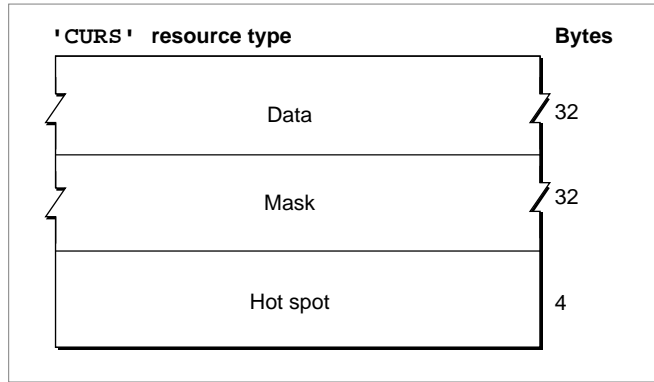 'CURS' resource type Bytes
Data 32
Mask 32
Hot spot 4